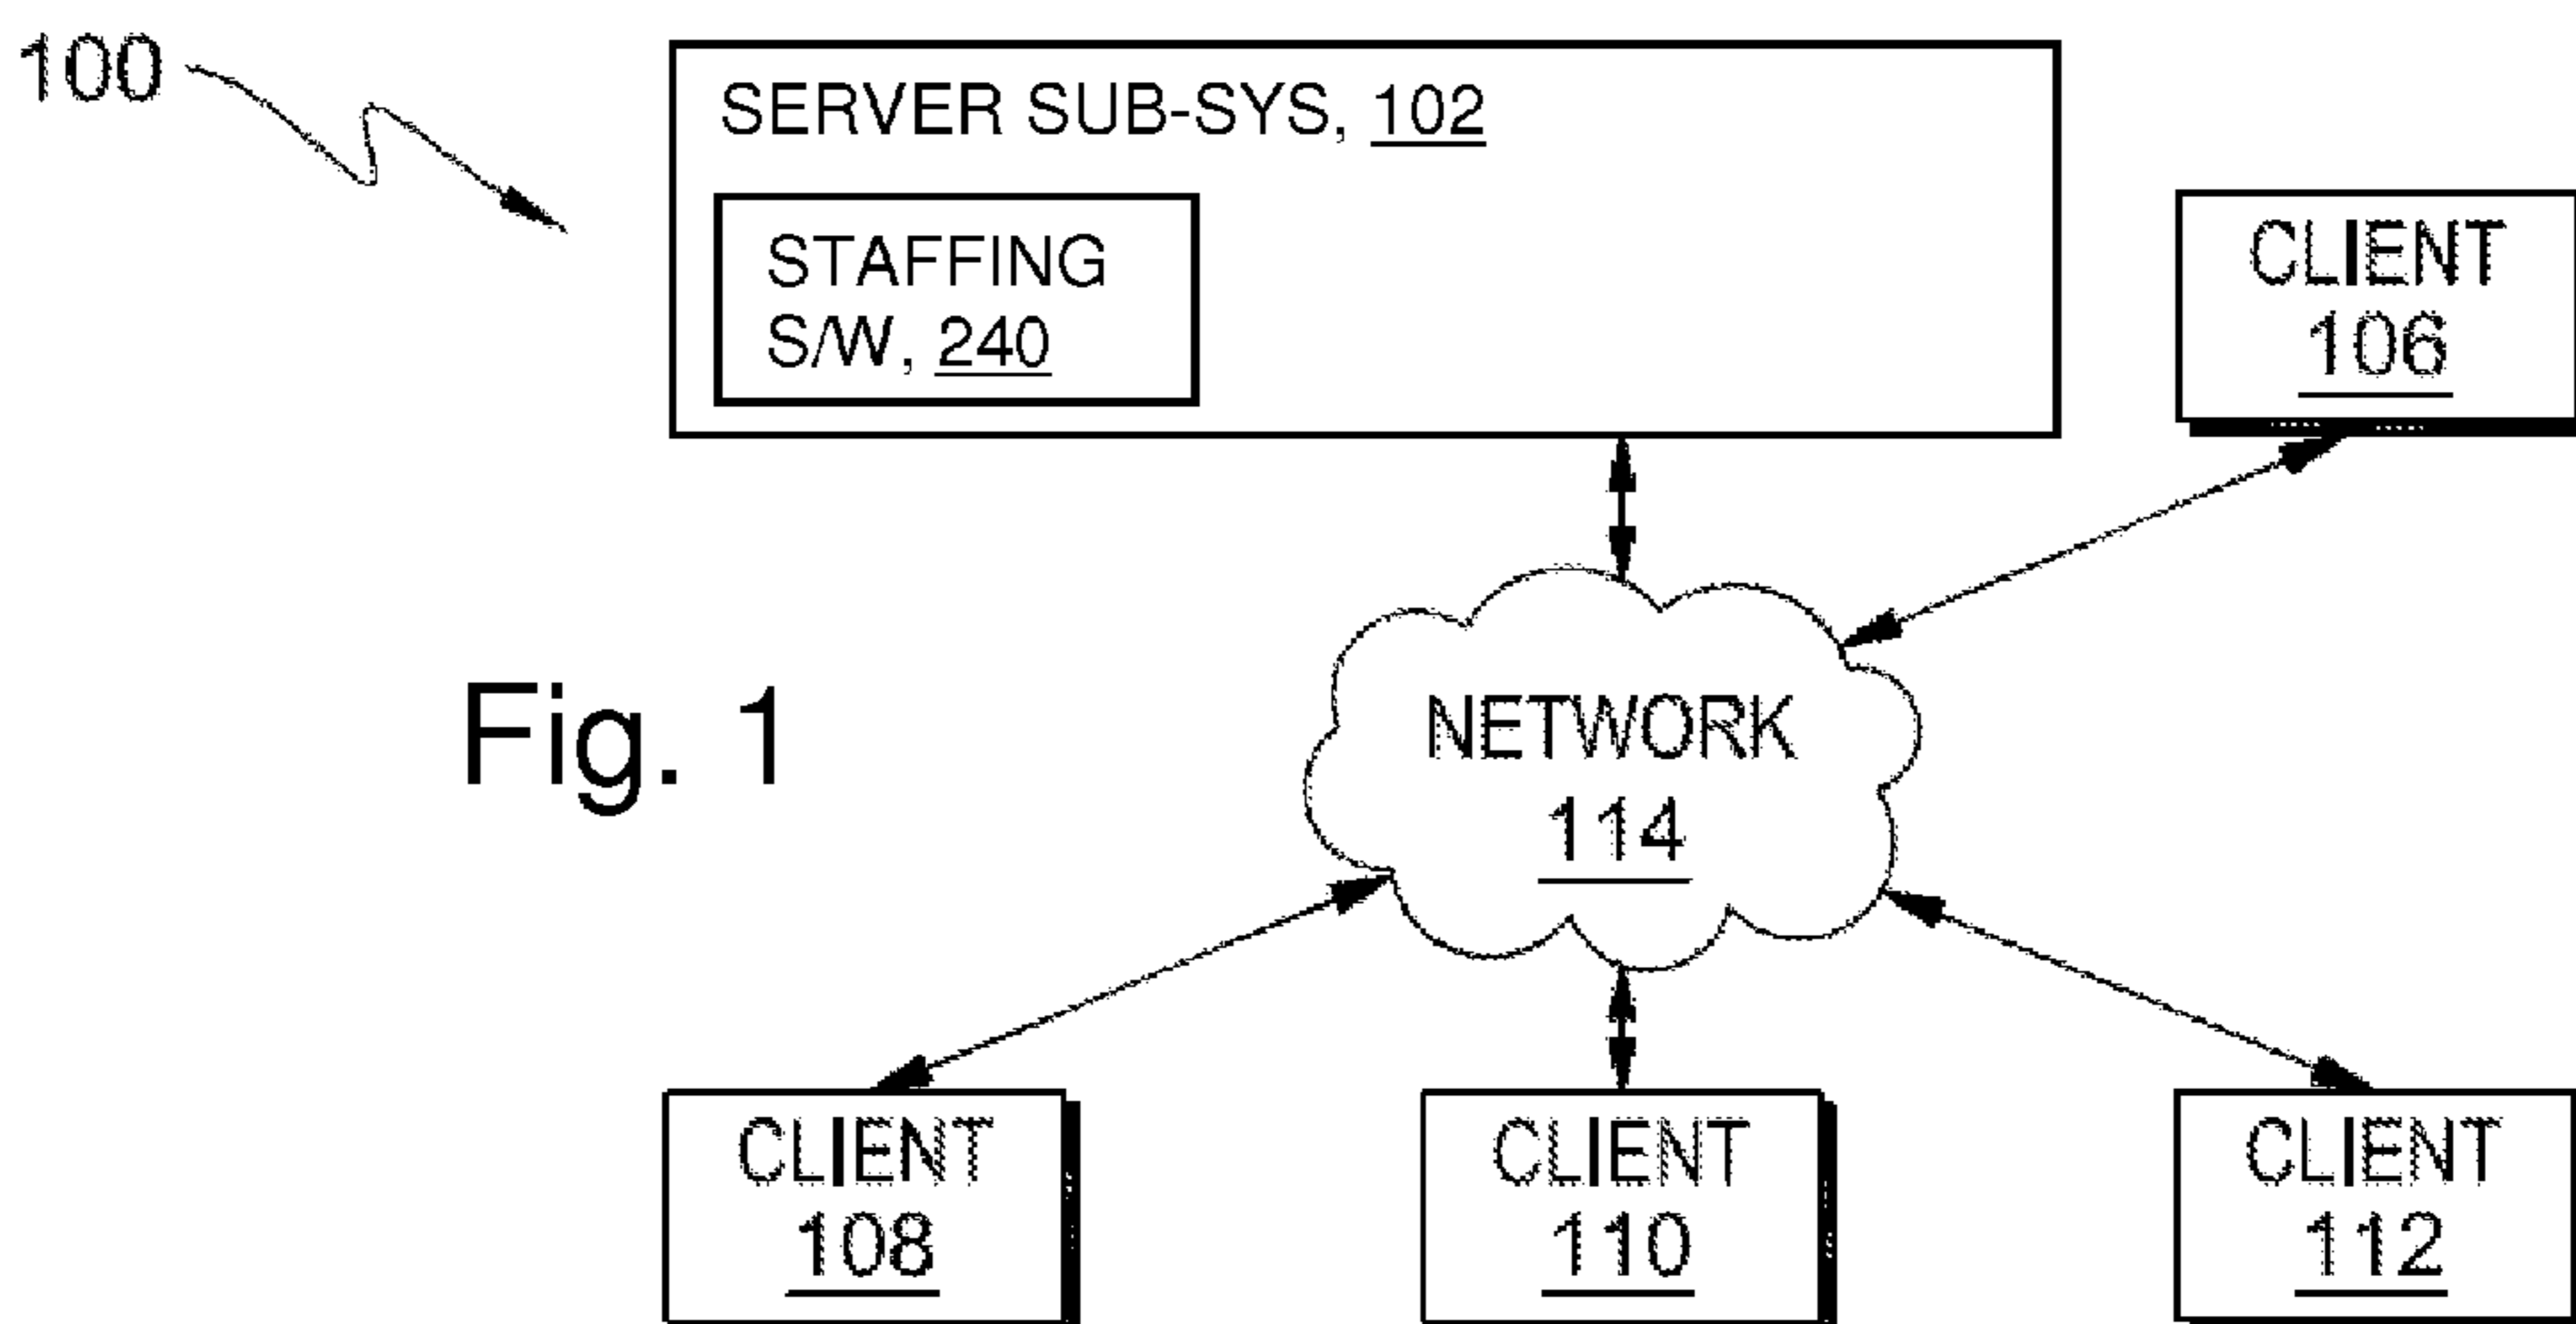 100
SERVER SUB-SYS, 102
STAFFING
S/W, 240
CLIENT
106
Fig. 1
NETWORK
114
CLIENT
108
CLIENT
110
CLIENT
112